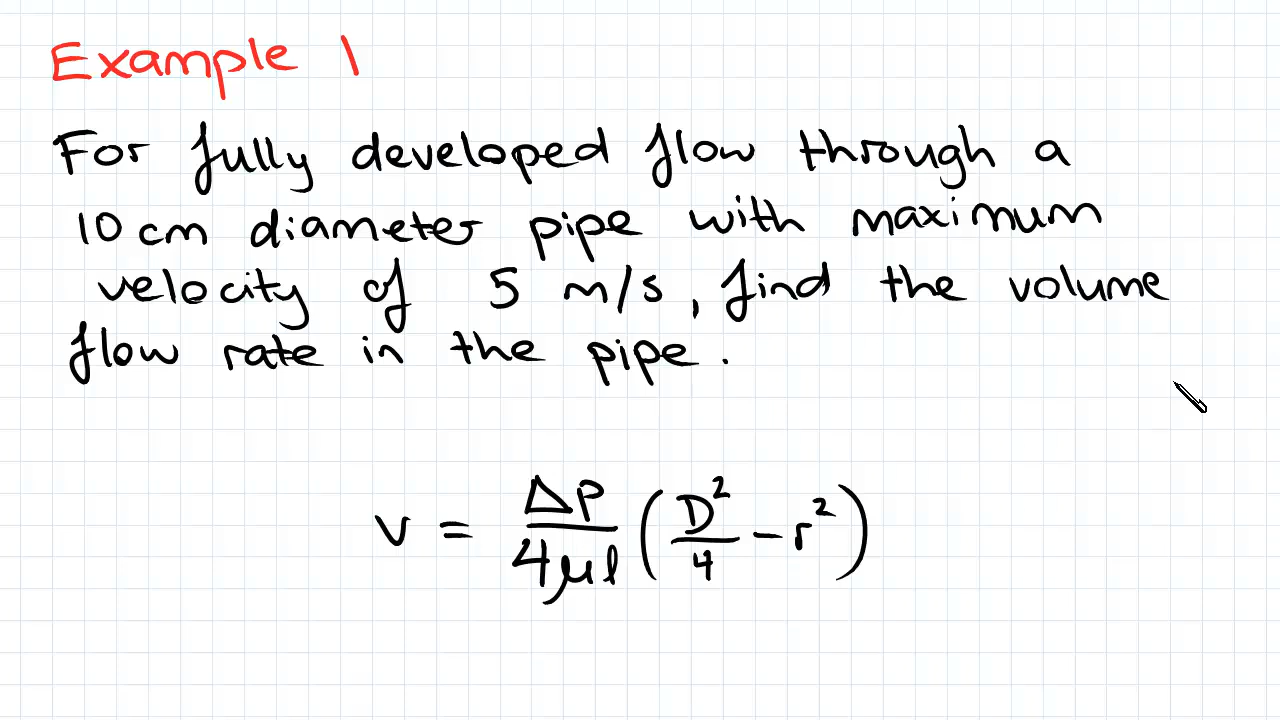 Example 1
For fully developed flow through a
10 cm diameter pipe with maximum
velocity of 5 m/s, find the volume
flow rate in the pipe.
v = Δp/4μl (D²/4 - r²)